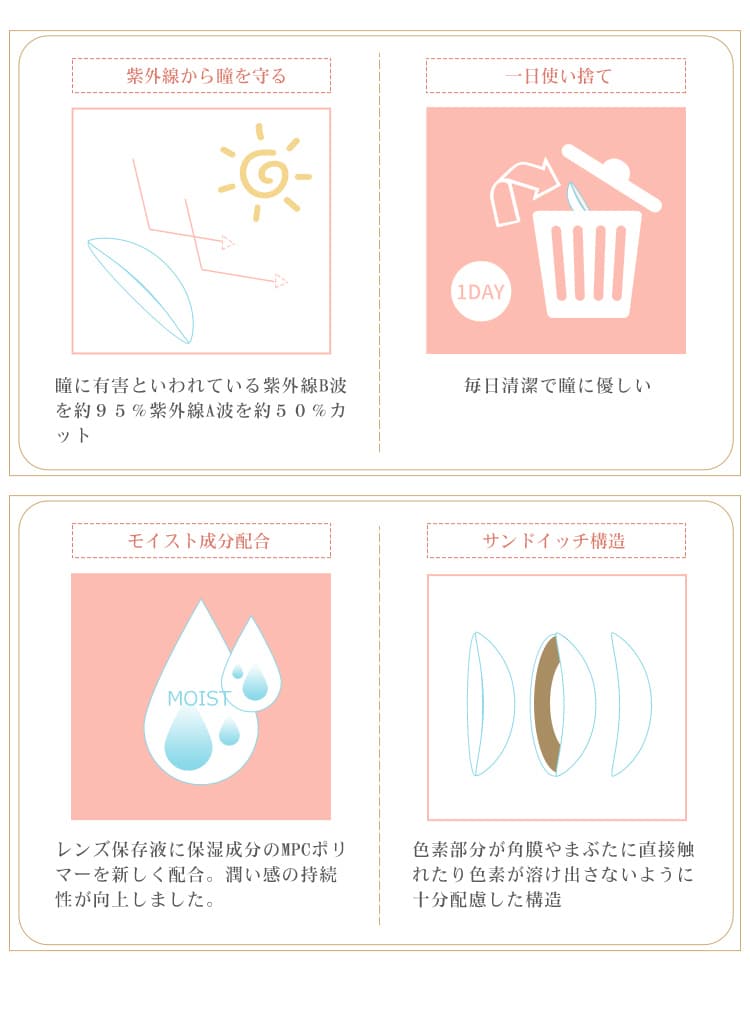 紫外線から瞳を守る
一日使い捨て
1DAY
瞳に有害といわれている紫外線B波
を約９５％紫外線A波を約５０％カ
ット
毎日清潔で瞳に優しい
モイスト成分配合
サンドイッチ構造
MOIST
レンズ保存液に保湿成分のMPCポリ
マーを新しく配合。潤い感の持続
性が向上しました。
色素部分が角膜やまぶたに直接触
れたり色素が溶け出さないように
十分配慮した構造